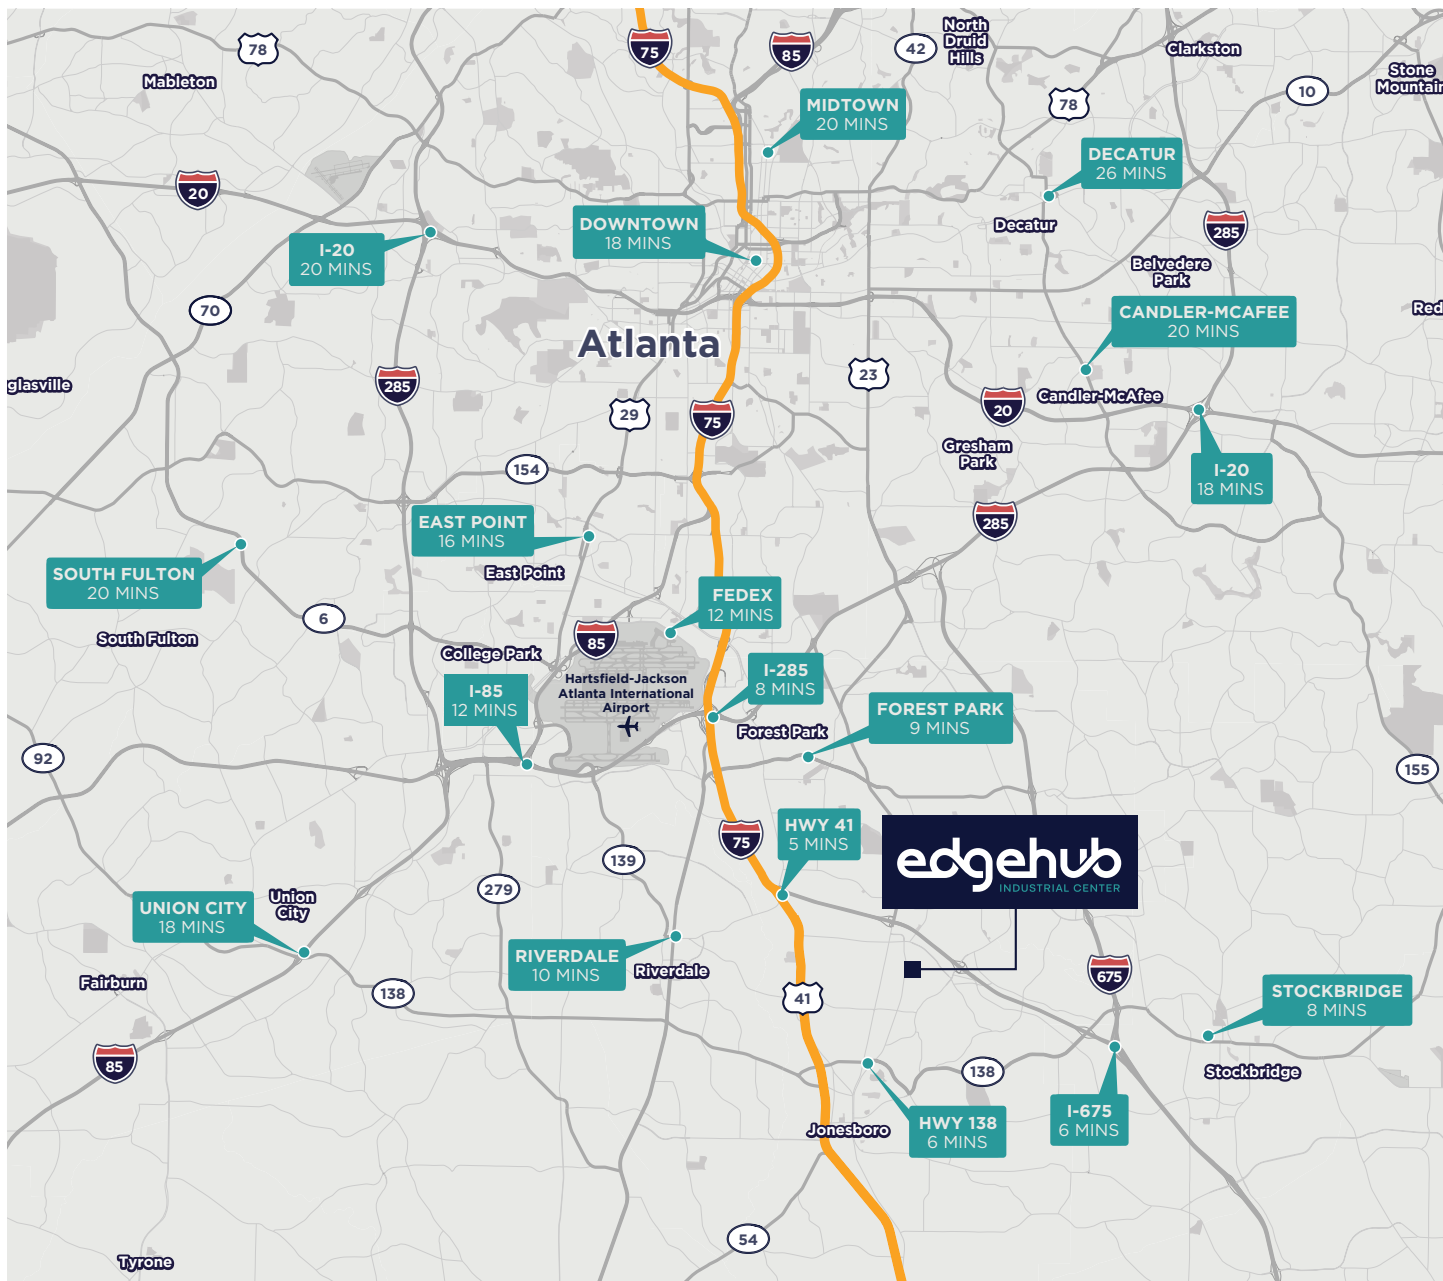 75
85
42
North
Druid
Hills
Clarkston
78
Mableton
Stone
Mountain
10
78
MIDTOWN
20 MINS
DECATUR
26 MINS
20
DOWNTOWN
18 MINS
Decatur
285
I-20
20 MINS
Belvedere
Park
70
CANDLER-MCAFEE
20 MINS
Red
Atlanta
glasville
285
23
29
75
20
Candler-McAfee
Gresham
Park
154
I-20
18 MINS
EAST POINT
16 MINS
285
East Point
SOUTH FULTON
20 MINS
FEDEX
12 MINS
6
South Fulton
85
College Park
Hartsfield-Jackson
Atlanta International
Airport
I-285
8 MINS
I-85
12 MINS
FOREST PARK
9 MINS
Forest Park
92
155
HWY 41
5 MINS
75
edgehub
INDUSTRIAL CENTER
139
279
Union
City
UNION CITY
18 MINS
RIVERDALE
10 MINS
Riverdale
Fairburn
138
41
675
STOCKBRIDGE
8 MINS
85
138
Stockbridge
Jonesboro
HWY 138
6 MINS
I-675
6 MINS
54
Tyrone